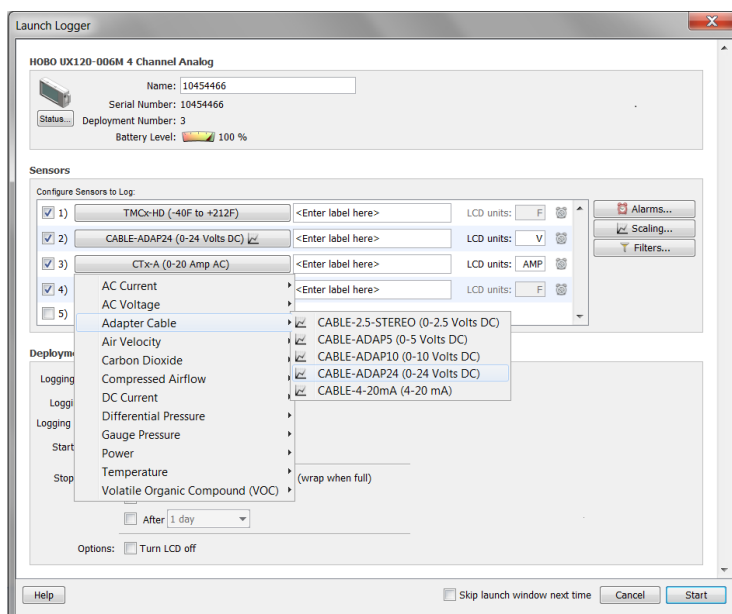 Launch Logger
HOBO UX120-006M 4 Channel Analog
Name: 10454466
Serial Number: 10454466
Status... Deployment Number: 3
Battery Level: 100 %
Sensors
Configure Sensors to Log:
1) TMCx-HD (-40F to +212F) <Enter label here> LCD units: F
2) CABLE-ADAP24 (0-24 Volts DC) <Enter label here> LCD units: V
3) CTx-A (0-20 Amp AC) <Enter label here> LCD units: AMP
4) <Enter label here> LCD units: F
5)
Alarms...
Scaling...
Filters...
AC Current
AC Voltage
Adapter Cable
Air Velocity
Carbon Dioxide
Compressed Airflow
DC Current
Differential Pressure
Gauge Pressure
Power
Temperature
Volatile Organic Compound (VOC)
CABLE-2.5-STEREO (0-2.5 Volts DC)
CABLE-ADAP5 (0-5 Volts DC)
CABLE-ADAP10 (0-10 Volts DC)
CABLE-ADAP24 (0-24 Volts DC)
CABLE-4-20mA (4-20 mA)
Deploym
Logging
Loggi
Logging
Start
Stop (wrap when full)
After 1 day
Options: Turn LCD off
Help Skip launch window next time Cancel Start